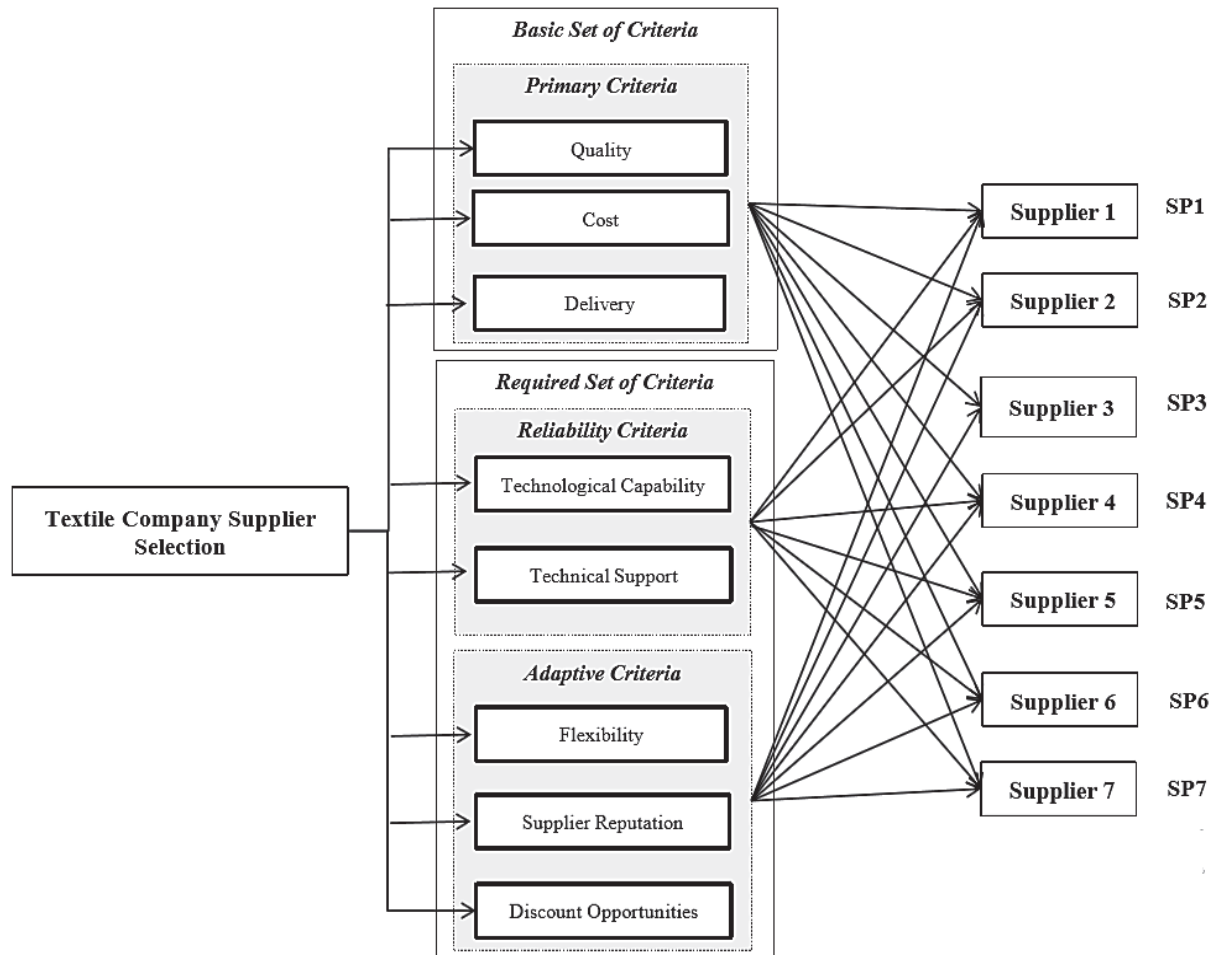 Basic Set of Criteria
Primary Criteria
Quality
Cost
Delivery
Required Set of Criteria
Reliability Criteria
Technological Capability
Technical Support
Adaptive Criteria
Flexibility
Supplier Reputation
Discount Opportunities
Textile Company Supplier
Selection
Supplier 1 SP1
Supplier 2 SP2
Supplier 3 SP3
Supplier 4 SP4
Supplier 5 SP5
Supplier 6 SP6
Supplier 7 SP7